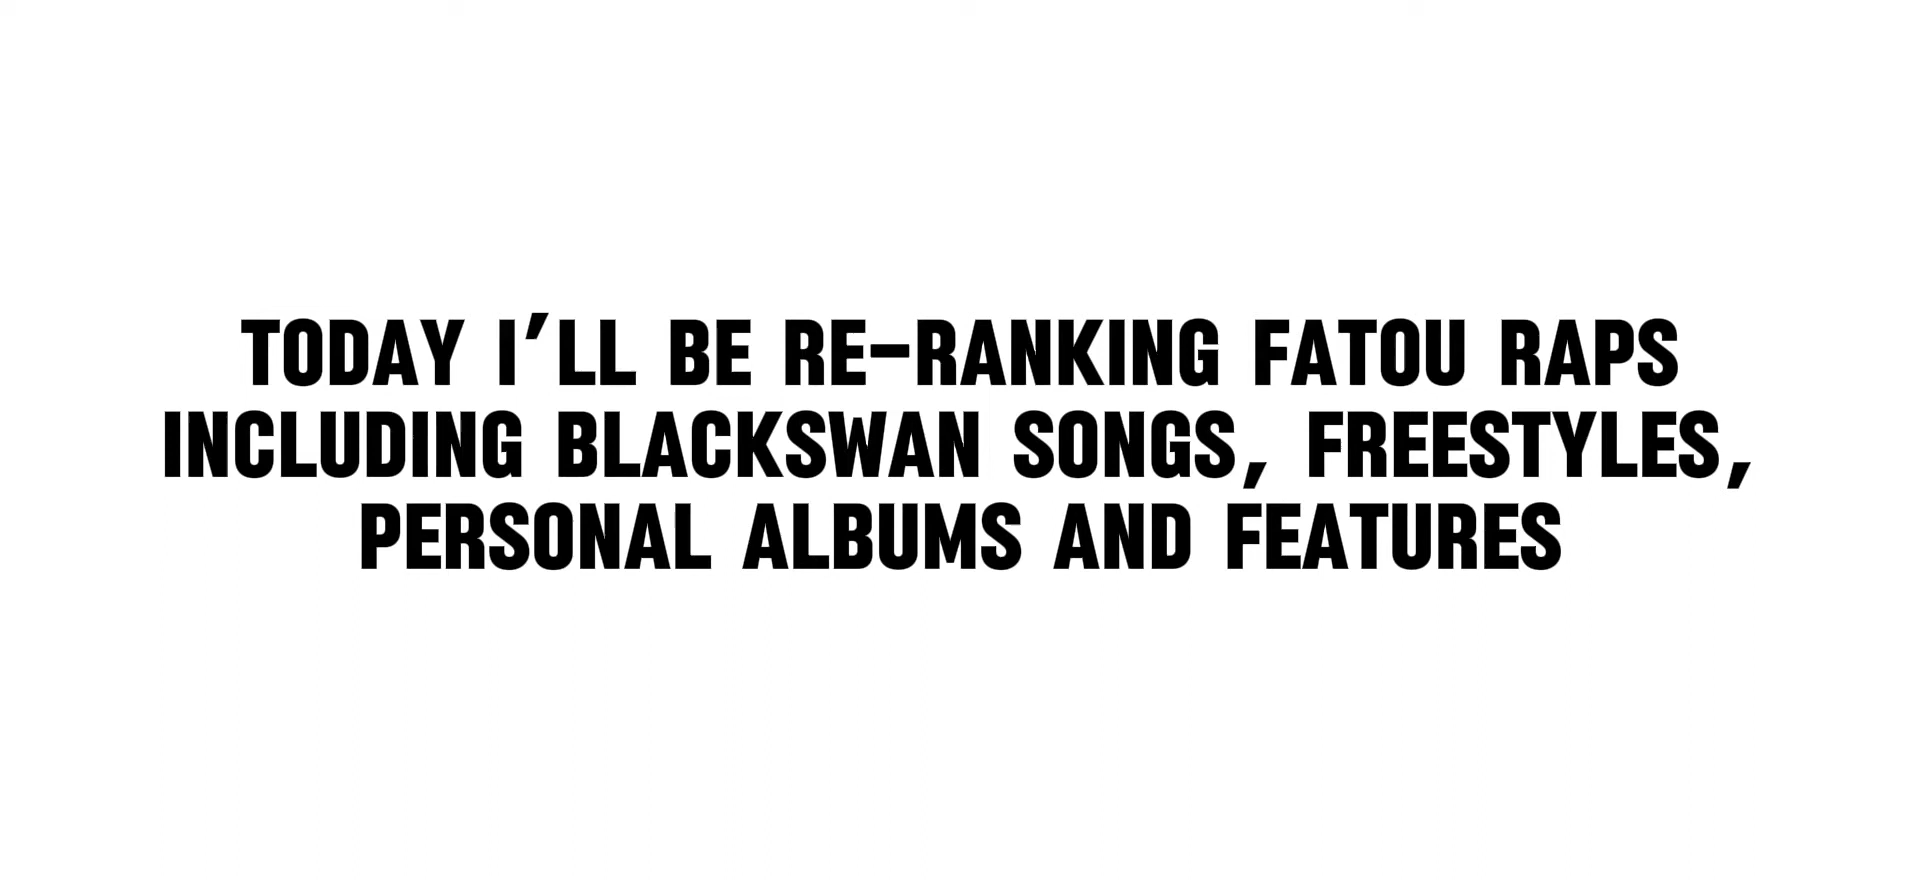 TODAY I'LL BE RE-RANKING FATOU RAPS
INCLUDING BLACKSWAN SONGS, FREESTYLES,
PERSONAL ALBUMS AND FEATURES